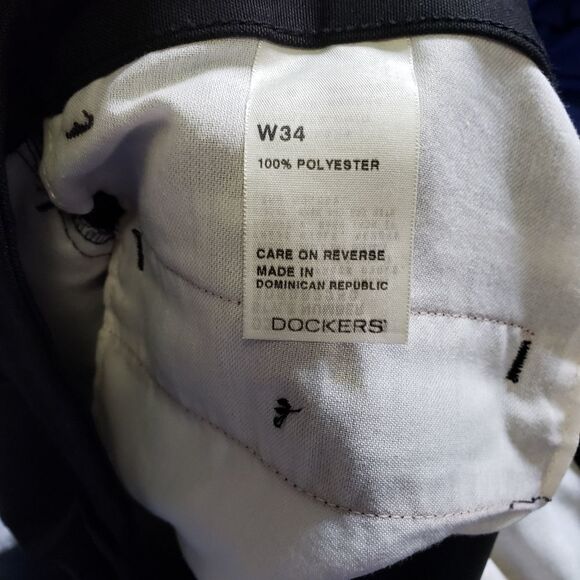 W34
100% POLYESTER
CARE ON REVERSE
MADE IN
DOMINICAN REPUBLIC
DOCKERS®